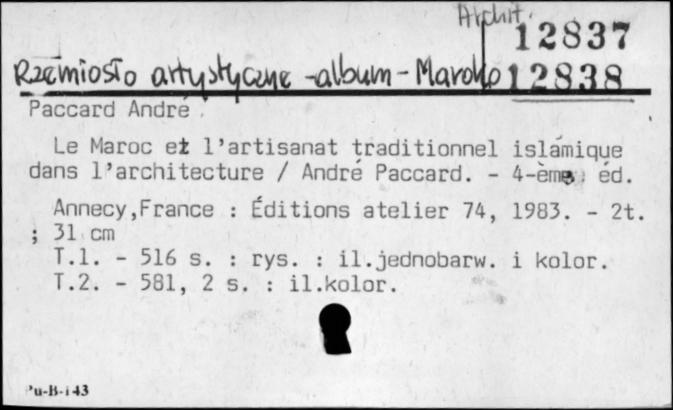 Archit. 12837
Rzemiosło artystyczne - album - Maroko 12838
Paccard André
Le Maroc et l'artisanat traditionnel islámique
dans l'architecture / André Paccard. - 4-ème. éd.
Annecy,France : Éditions atelier 74, 1983. - 2t.
; 31 cm
T.1. - 516 s. : rys. : il.jednobarw. i kolor.
T.2. - 581, 2 s. : il.kolor.
Pu-B-143